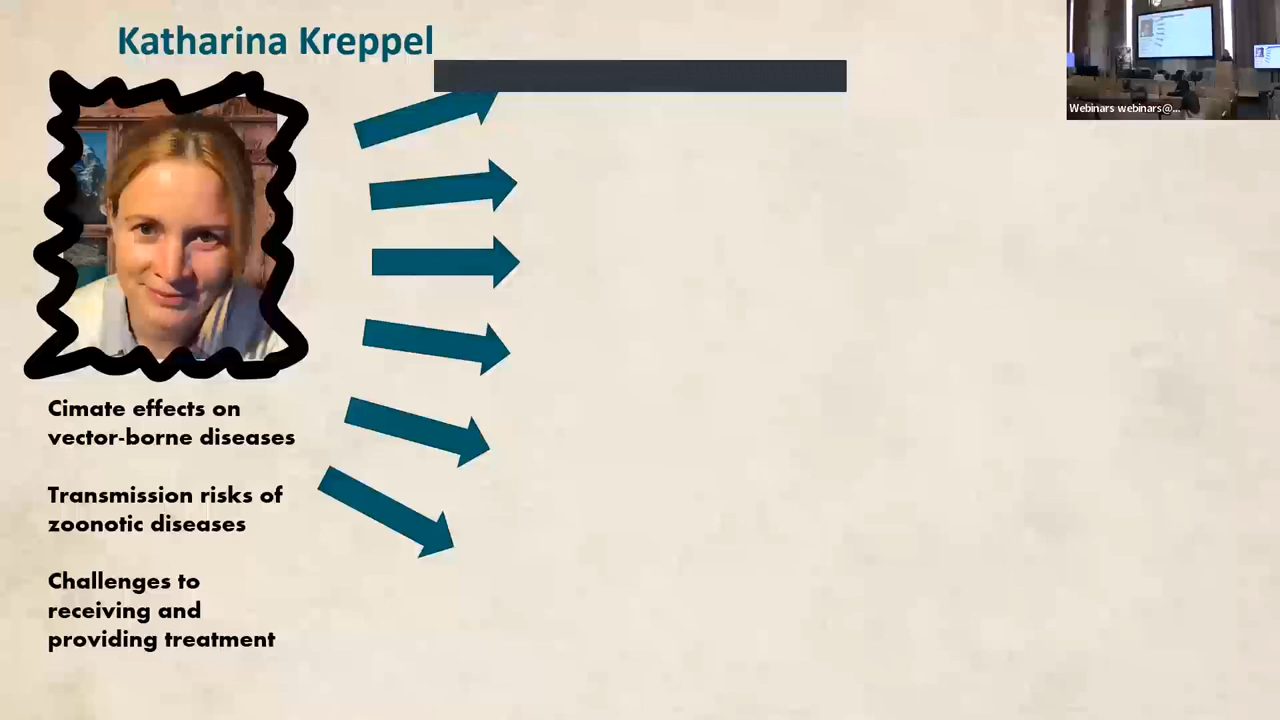 Katharina Kreppel
Webinars webinars@...
Cimate effects on
vector-borne diseases
Transmission risks of
zoonotic diseases
Challenges to
receiving and
providing treatment